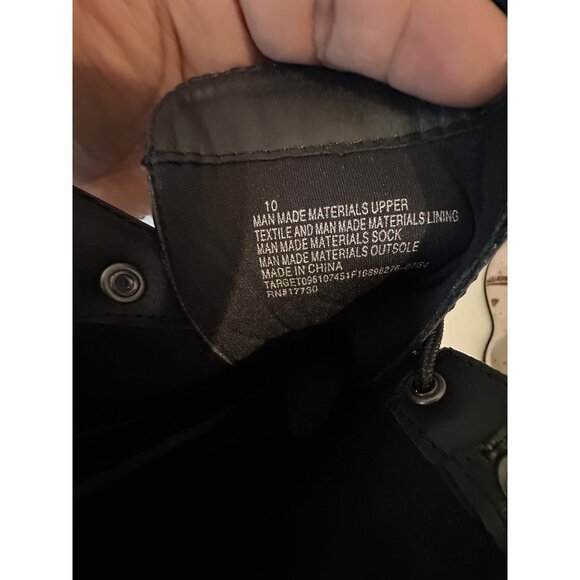 10
MAN MADE MATERIALS UPPER
TEXTILE AND MAN MADE MATERIALS LINING
MAN MADE MATERIALS SOCK
MAN MADE MATERIALS OUTSOLE
MADE IN CHINA
RN#17730